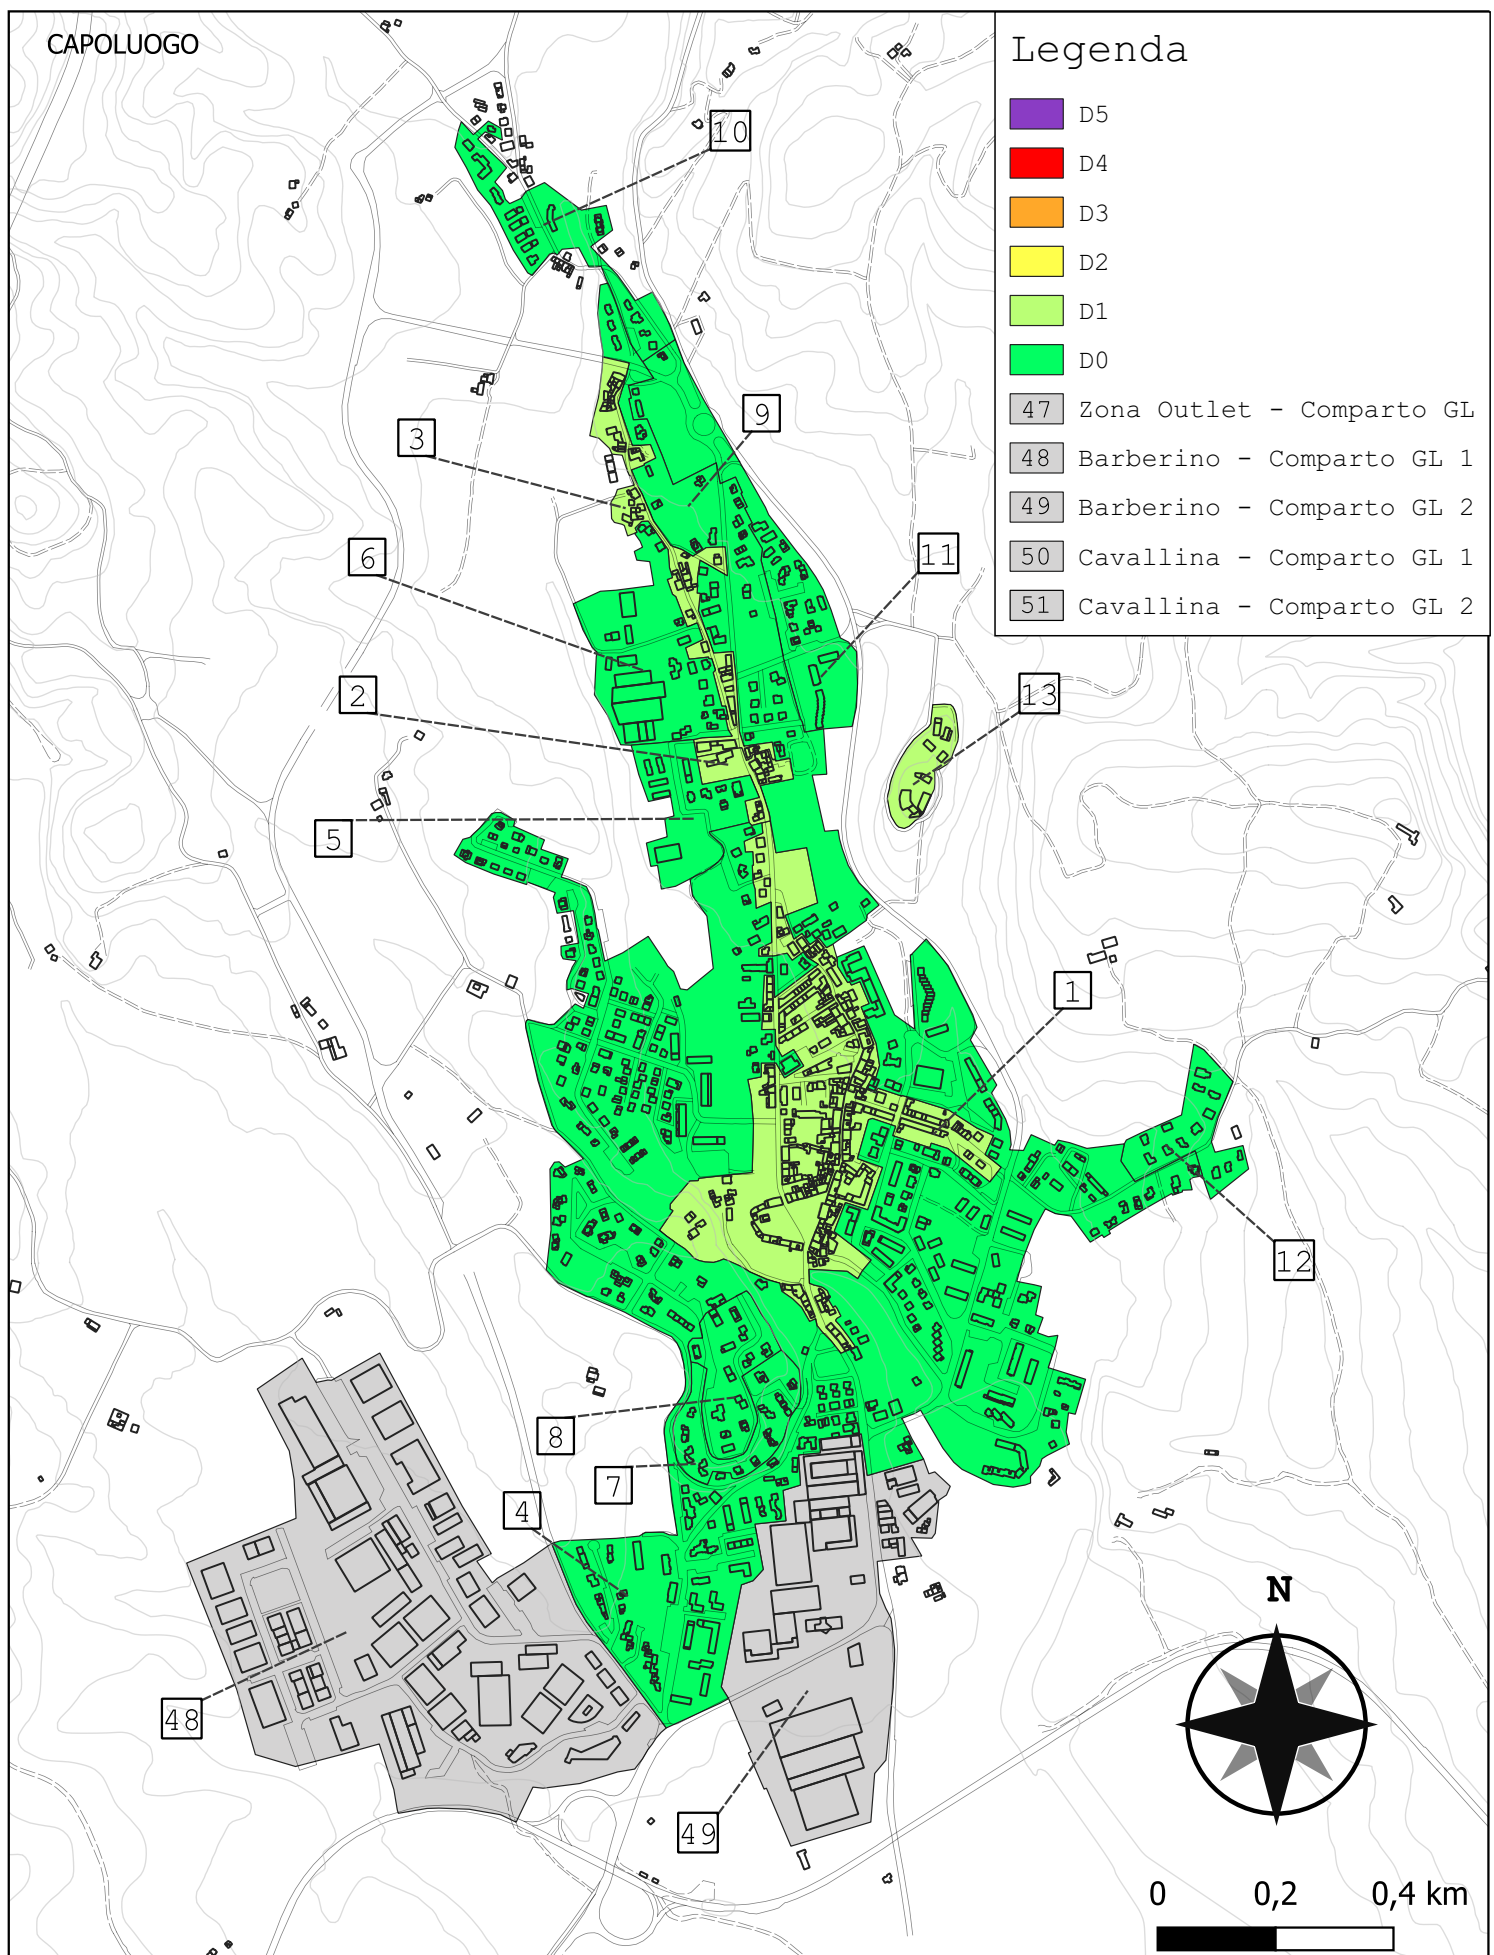 CAPOLUOGO
Legenda
D5
D4
D3
D2
D1
D0
47 Zona Outlet - Comparto GL
48 Barberino - Comparto GL 1
49 Barberino - Comparto GL 2
50 Cavallina - Comparto GL 1
51 Cavallina - Comparto GL 2
10
9
3
6
11
2
13
5
1
12
8
7
4
48
49
N
0 0,2 0,4 km